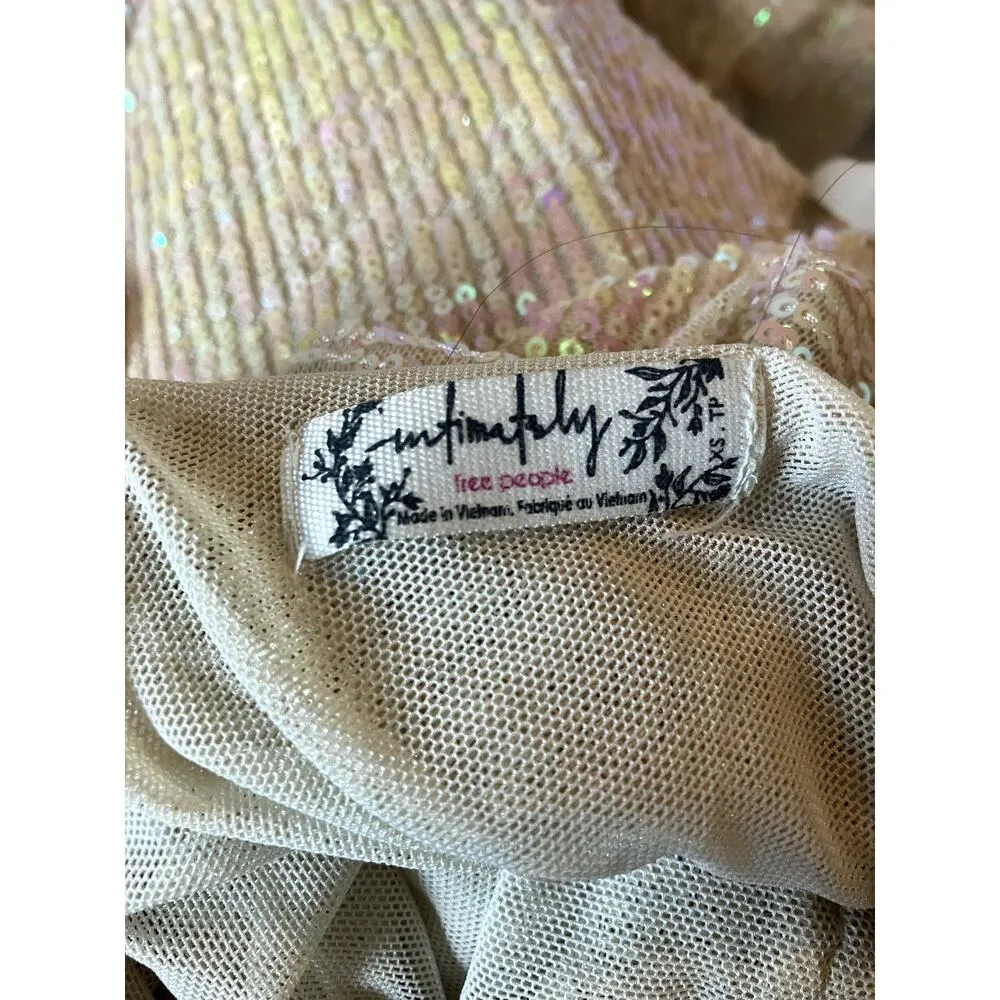 intimately
free people
Made in Vietnam. Fabriqué au Vietnam
XS . TP